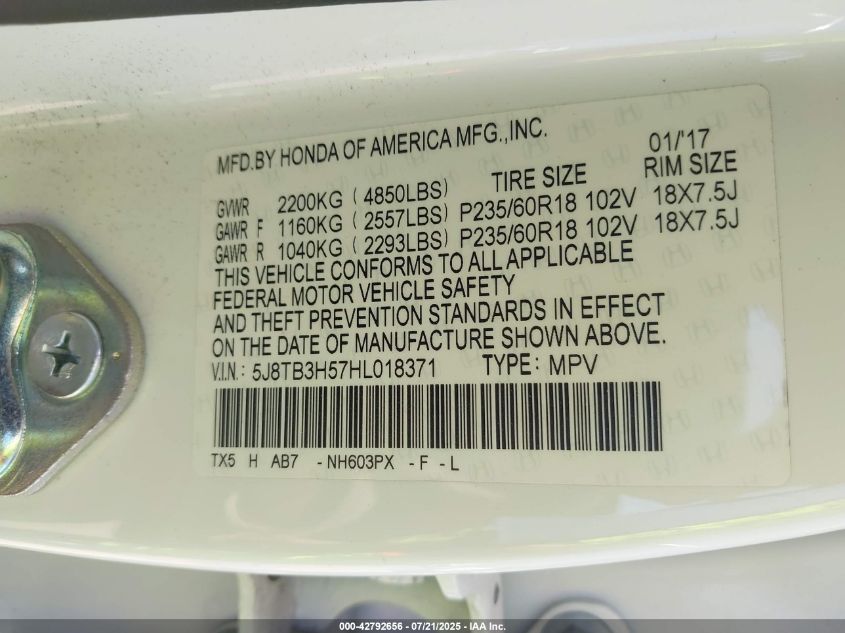 MFD.BY HONDA OF AMERICA MFG.,INC. 01/'17
TIRE SIZE RIM SIZE
GVWR 2200KG (4850LBS)
GAWR F 1160KG (2557LBS) P235/60R18 102V 18X7.5J
GAWR R 1040KG (2293LBS) P235/60R18 102V 18X7.5J
THIS VEHICLE CONFORMS TO ALL APPLICABLE
FEDERAL MOTOR VEHICLE SAFETY
AND THEFT PREVENTION STANDARDS IN EFFECT
ON THE DATE OF MANUFACTURE SHOWN ABOVE.
V.I.N.: 5J8TB3H57HL018371 TYPE: MPV
TX5 H AB7 -NH603PX -F -L
000-42792656 - 07/21/2025 - IAA Inc.